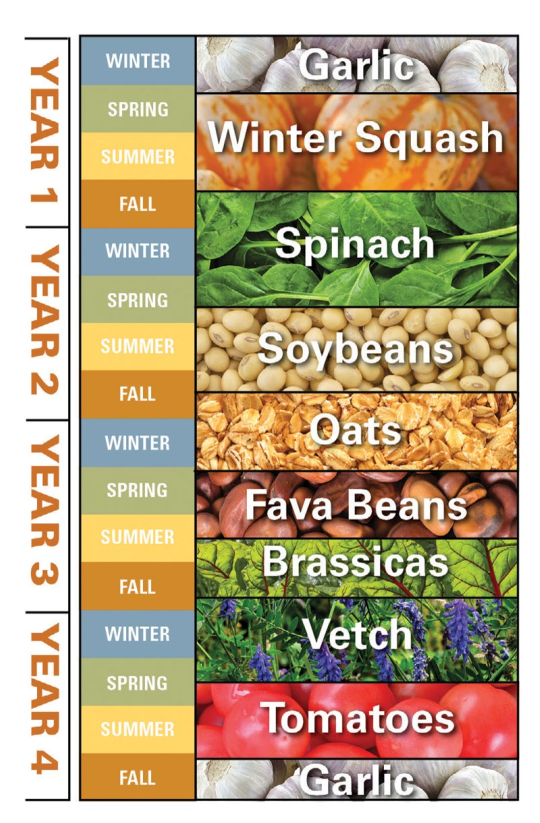 YEAR 1
WINTER
Garlic
SPRING
Winter Squash
SUMMER
FALL
YEAR 2
Spinach
WINTER
SPRING
SUMMER
Soybeans
FALL
Oats
YEAR 3
WINTER
SPRING
Fava Beans
SUMMER
Brassicas
FALL
YEAR 4
WINTER
Vetch
SPRING
SUMMER
Tomatoes
FALL
Garlic